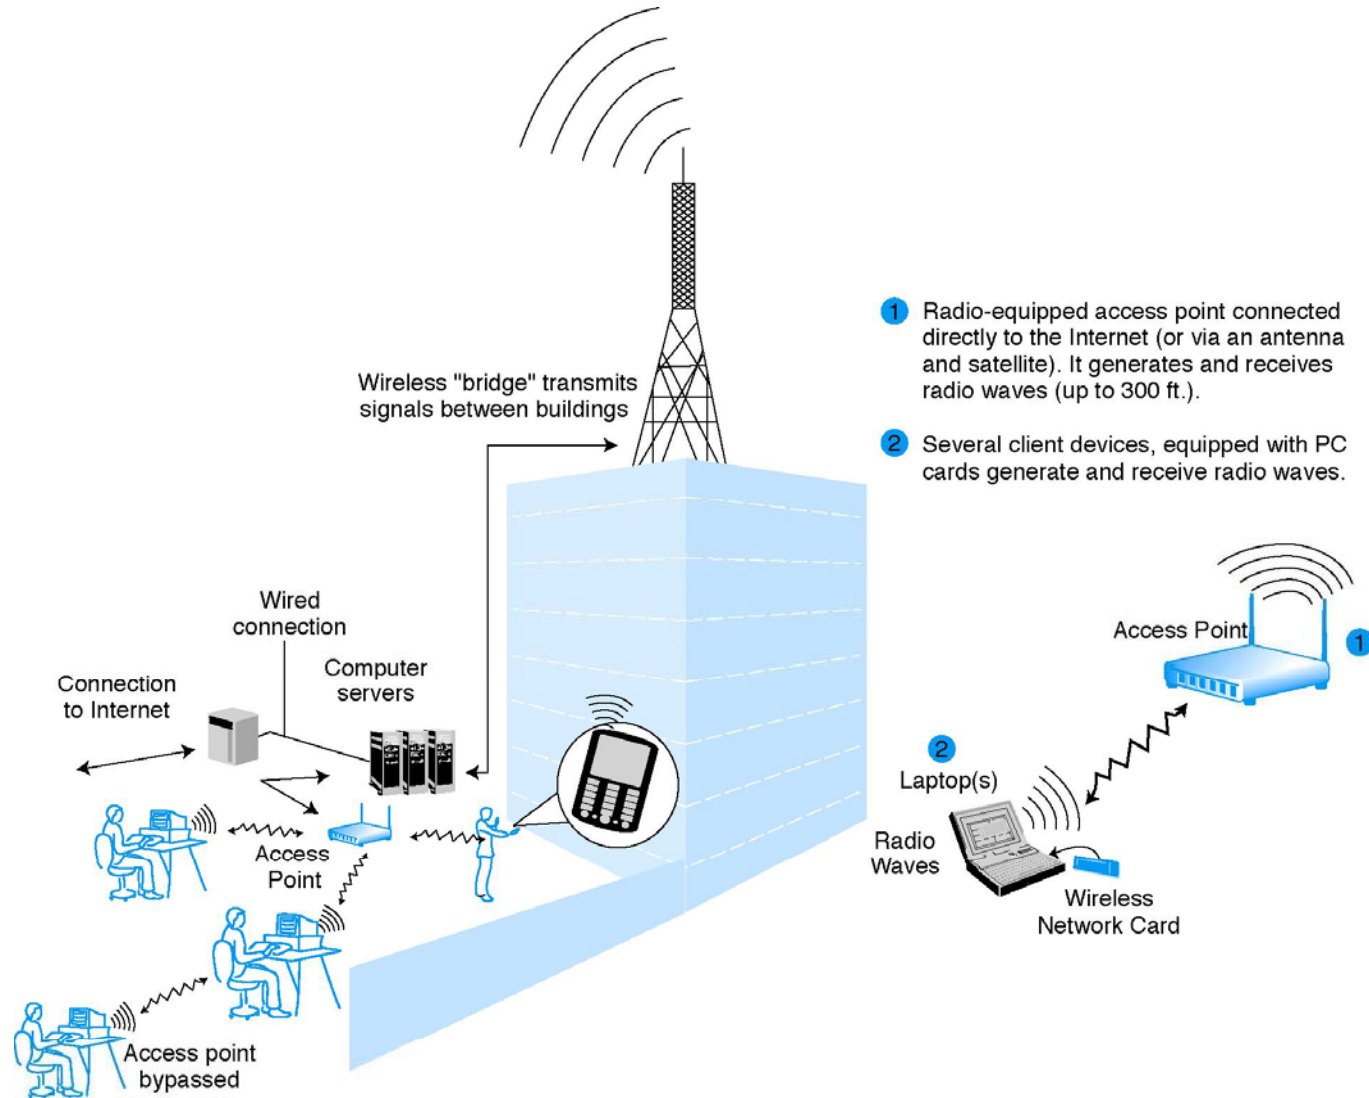 Wireless "bridge" transmits
signals between buildings
1 Radio-equipped access point connected
directly to the Internet (or via an antenna
and satellite). It generates and receives
radio waves (up to 300 ft.).
2 Several client devices, equipped with PC
cards generate and receive radio waves.
Wired
connection
Computer
servers
Connection
to Internet
Access
Point
Access point
bypassed
Access Point
1
2
Laptop(s)
Radio
Waves
Wireless
Network Card